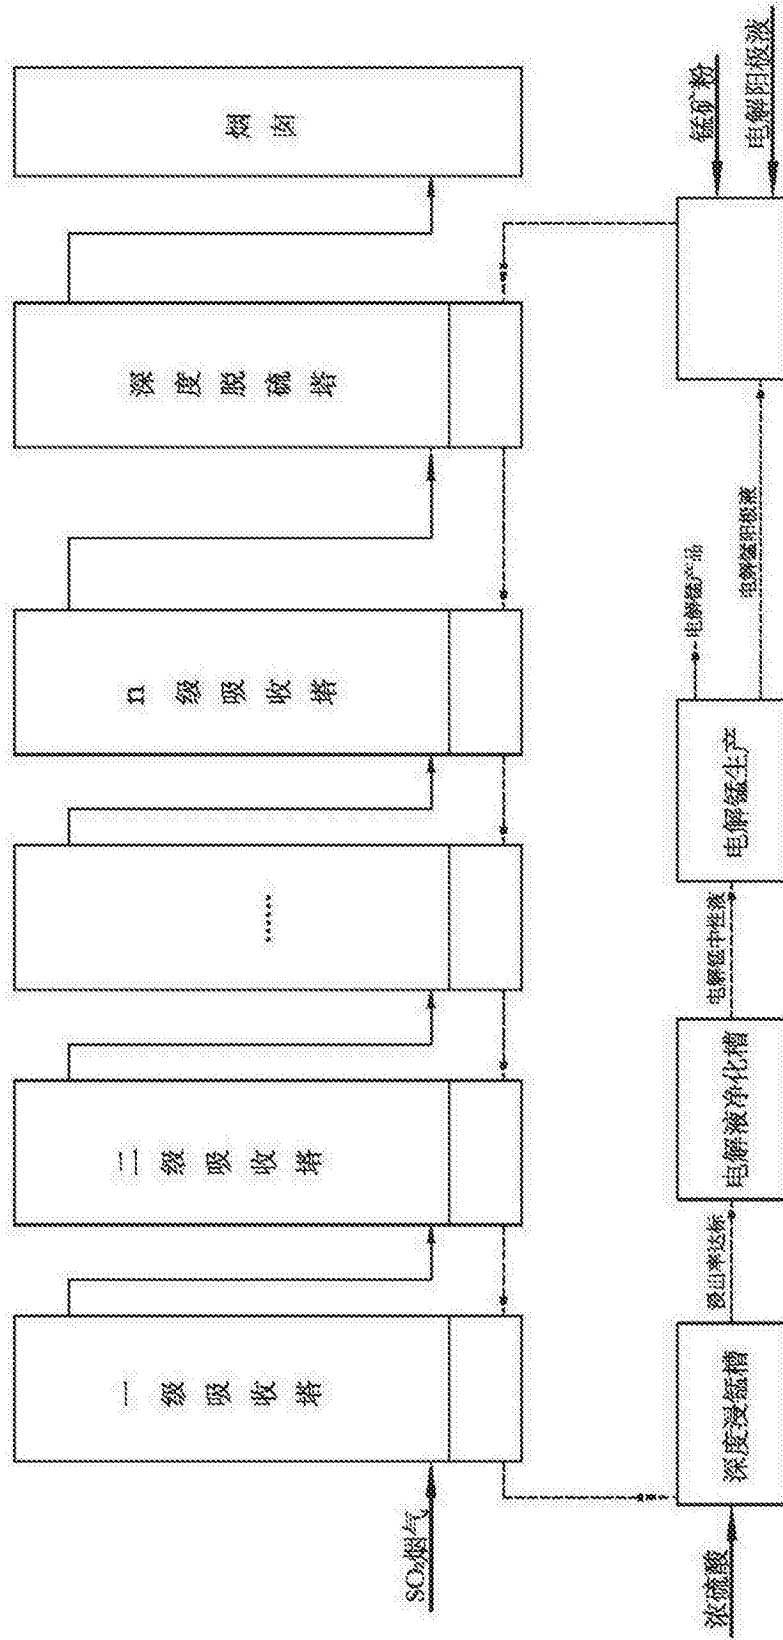 SO₂烟气
一级吸收塔
二级吸收塔
……
n级吸收塔
深度脱硫塔
烟囱
浓硫酸
深度浸锰槽
浸出率达标
电解液净化槽
电解锰中性液
电解锰生产
电解锰产品
电解锰阳极液
锰矿粉
电解阳极液